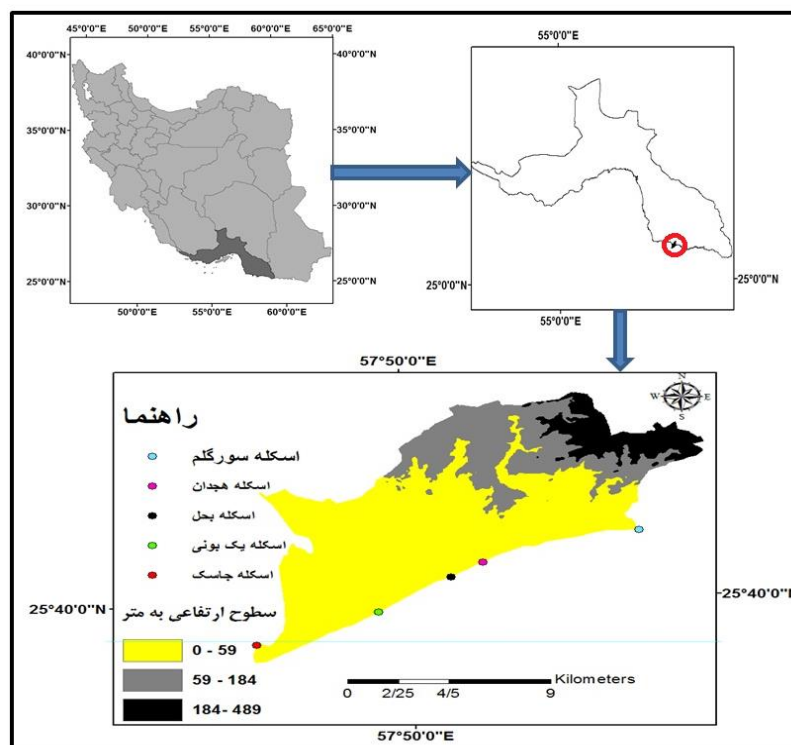 45°0'0"E 50°0'0"E 55°0'0"E 60°0'0"E 65°0'0"E
40°0'0"N 40°0'0"N
35°0'0"N 35°0'0"N
30°0'0"N 30°0'0"N
25°0'0"N 25°0'0"N
50°0'0"E 55°0'0"E 60°0'0"E
55°0'0"E
25°0'0"N 25°0'0"N
55°0'0"E
57°50'0"E
N
W E
S
راهنما
اسکله سورگلم
اسکله هجدان
اسکله بحل
اسکله یک بونی
اسکله جاسک
25°40'0"N 25°40'0"N
سطوح ارتفاعی به متر
0 - 59
59 - 184
184- 489
Kilometers
0 2/25 4/5 9
57°50'0"E